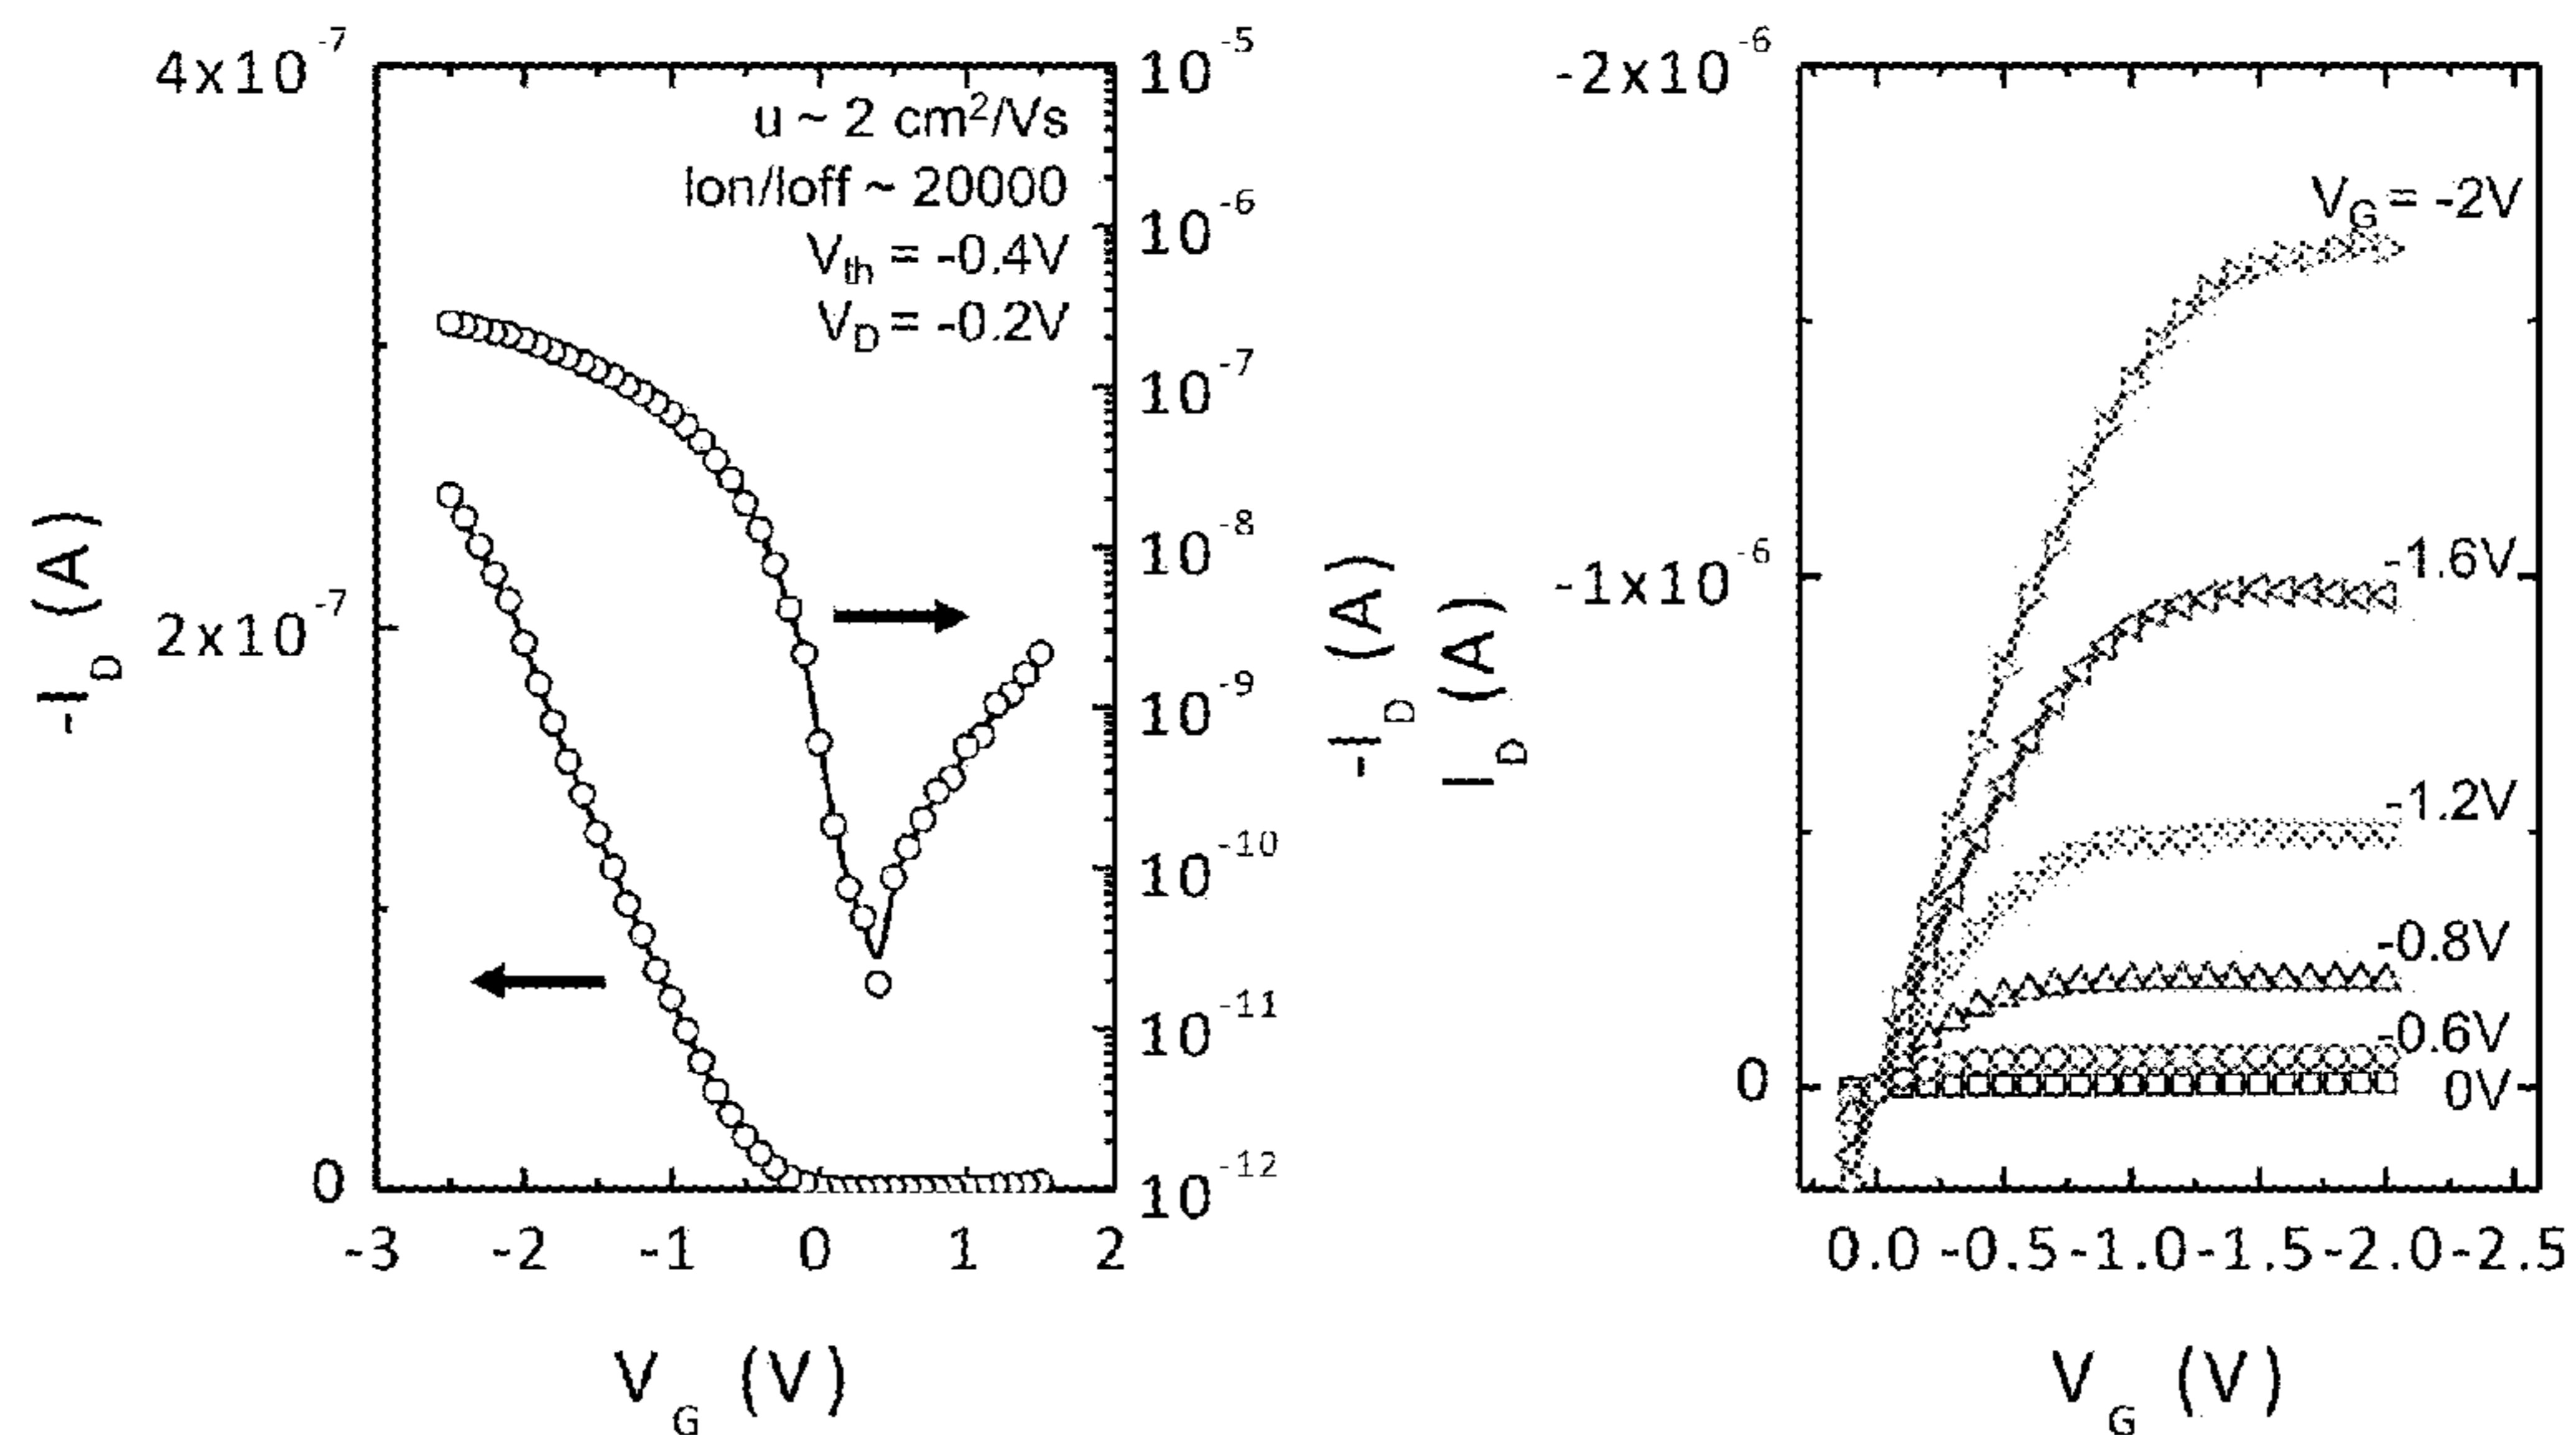 4x10⁻⁷
2x10⁻⁷
0
-I_D (A)
u ~ 2 cm²/Vs
Ion/Ioff ~ 20000
V_th = -0.4V
V_D = -0.2V
10⁻⁵
10⁻⁶
10⁻⁷
10⁻⁸
10⁻⁹
10⁻¹⁰
10⁻¹¹
10⁻¹²
-I_D (A)
-3 -2 -1 0 1 2
V_G (V)
I_D (A)
-2x10⁻⁶
-1x10⁻⁶
0
V_G = -2V
-1.6V
-1.2V
-0.8V
-0.6V
0V
0.0 -0.5 -1.0 -1.5 -2.0 -2.5
V_G (V)